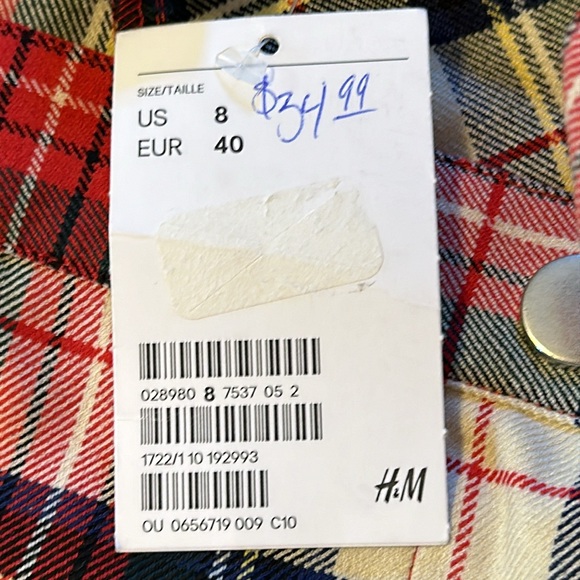 SIZE/TAILLE
US 8 $34 99
EUR 40
028980 8 7537 05 2
1722/1 10 192993
H&M
OU 0656719 009 C10